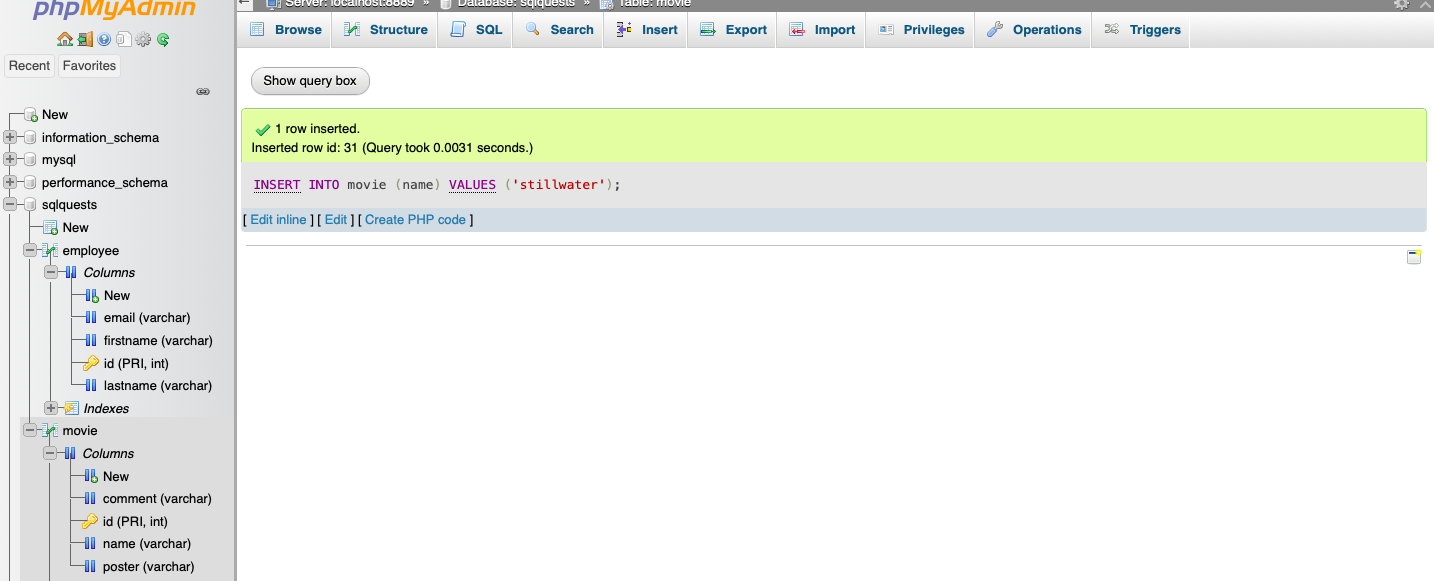 phpMyAdmin
Recent Favorites
New
information_schema
mysql
performance_schema
sqlquests
New
employee
Columns
New
email (varchar)
firstname (varchar)
id (PRI, int)
lastname (varchar)
Indexes
movie
Columns
New
comment (varchar)
id (PRI, int)
name (varchar)
poster (varchar)
Server: localhost:8889 » Database: sqlquests » Table: movie
Browse Structure SQL Search Insert Export Import Privileges Operations Triggers
Show query box
1 row inserted.
Inserted row id: 31 (Query took 0.0031 seconds.)
INSERT INTO movie (name) VALUES ('stillwater');
[ Edit inline ] [ Edit ] [ Create PHP code ]